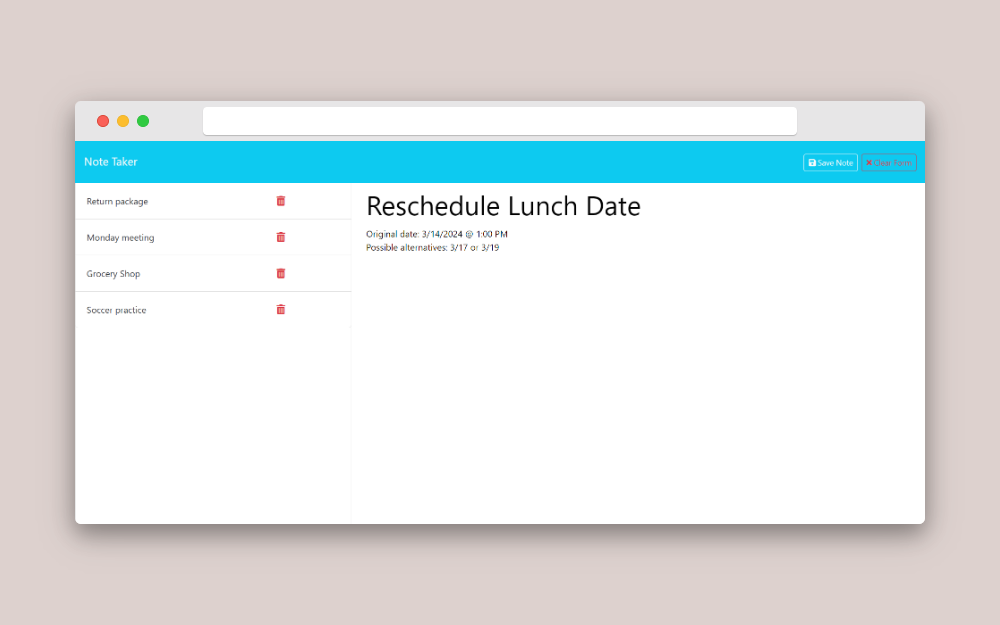 Note Taker
Save Note
Clear Form
Return package
Monday meeting
Grocery Shop
Soccer practice
Reschedule Lunch Date
Original date: 3/14/2024 @ 1:00 PM
Possible alternatives: 3/17 or 3/19